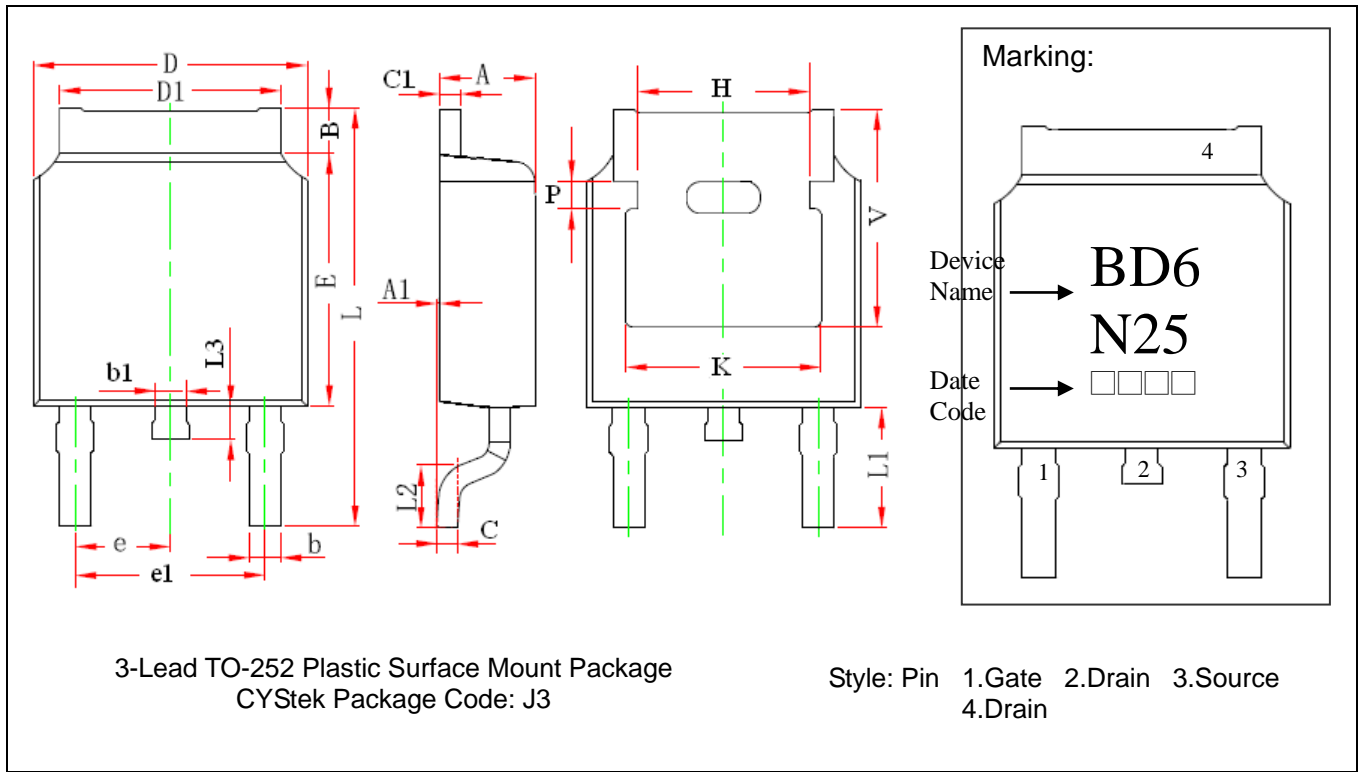 D
D1
B
E
L
L3
b1
e
e1
b
C1
A
A1
L2
C
H
P
V
K
L1
Marking:
4
Device
Name
BD6
N25
Date
Code
□□□□
1
2
3
3-Lead TO-252 Plastic Surface Mount Package
CYStek Package Code: J3
Style: Pin 1.Gate 2.Drain 3.Source
4.Drain